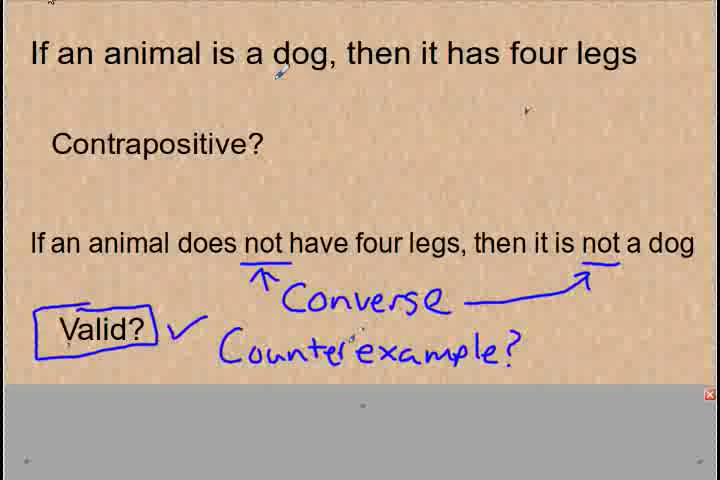 If an animal is a dog, then it has four legs
Contrapositive?
If an animal does not have four legs, then it is not a dog
Converse
Valid? ✓
Counterexample?